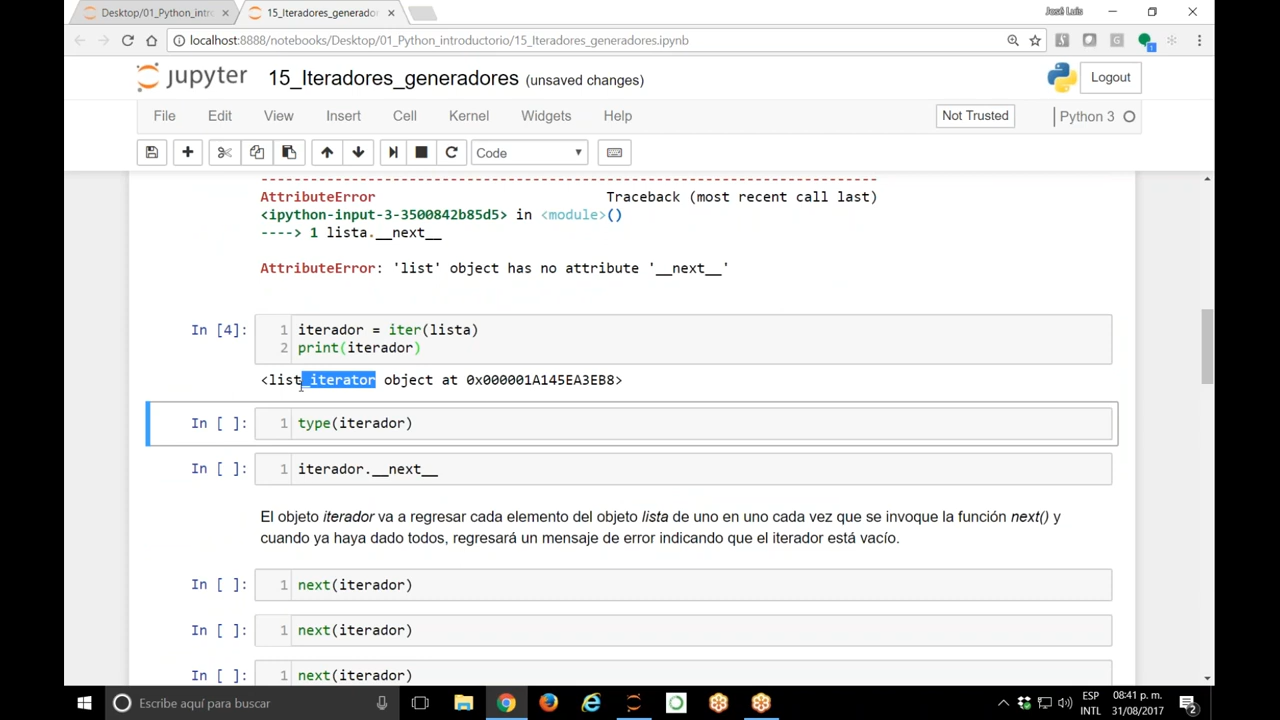 Desktop/01_Python_intro
15_Iteradores_generador
José Luis
localhost:8888/notebooks/Desktop/01_Python_introductorio/15_Iteradores_generadores.ipynb
jupyter 15_Iteradores_generadores (unsaved changes) Logout
File Edit View Insert Cell Kernel Widgets Help Not Trusted Python 3
Code
---------------------------------------------------------------------------
AttributeError Traceback (most recent call last)
<ipython-input-3-3500842b85d5> in <module>()
----> 1 lista.__next__
AttributeError: 'list' object has no attribute '__next__'
In [4]: 1 iterador = iter(lista)
2 print(iterador)
<list_iterator object at 0x000001A145EA3EB8>
In [ ]: 1 type(iterador)
In [ ]: 1 iterador.__next__
El objeto iterador va a regresar cada elemento del objeto lista de uno en uno cada vez que se invoque la función next() y
cuando ya haya dado todos, regresará un mensaje de error indicando que el iterador está vacío.
In [ ]: 1 next(iterador)
In [ ]: 1 next(iterador)
In [ ]: 1 next(iterador)
Escribe aquí para buscar
ESP 08:41 p. m.
INTL 31/08/2017
2